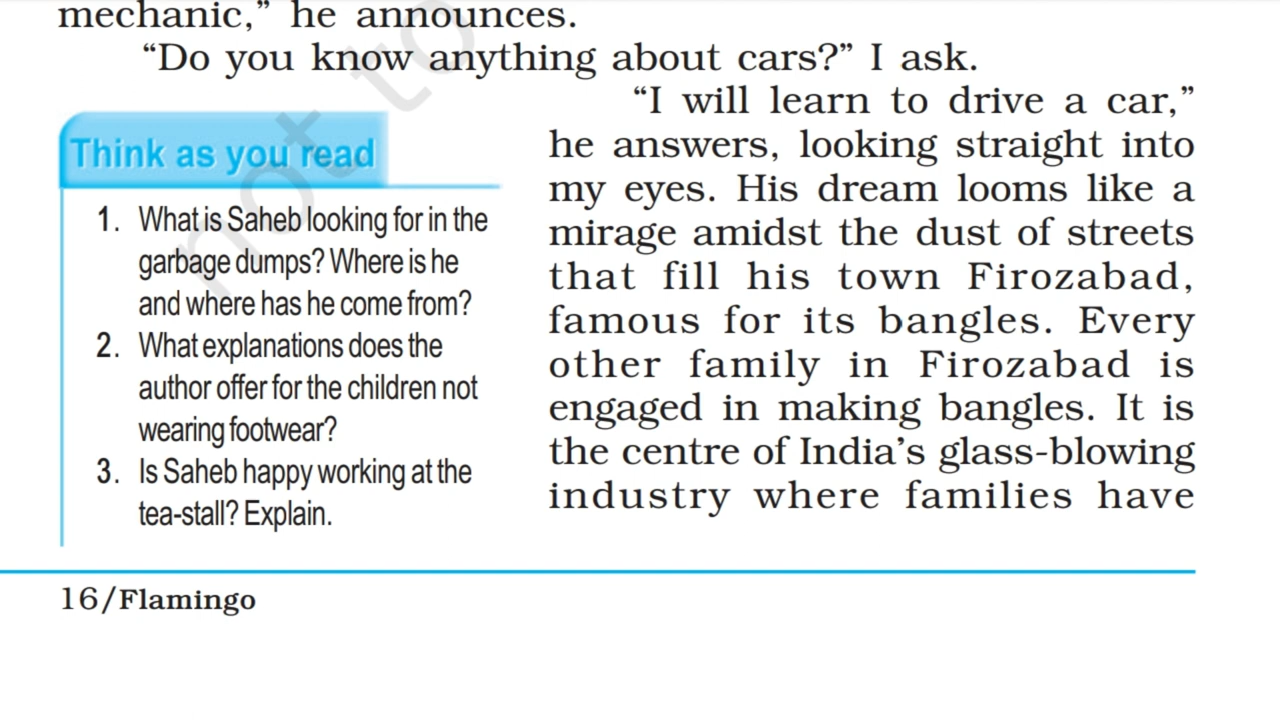 mechanic,” he announces.
“Do you know anything about cars?” I ask.
“I will learn to drive a car,”
he answers, looking straight into
my eyes. His dream looms like a
mirage amidst the dust of streets
that fill his town Firozabad,
famous for its bangles. Every
other family in Firozabad is
engaged in making bangles. It is
the centre of India’s glass-blowing
industry where families have
Think as you read
1. What is Saheb looking for in the
garbage dumps? Where is he
and where has he come from?
2. What explanations does the
author offer for the children not
wearing footwear?
3. Is Saheb happy working at the
tea-stall? Explain.
16/Flamingo
not to